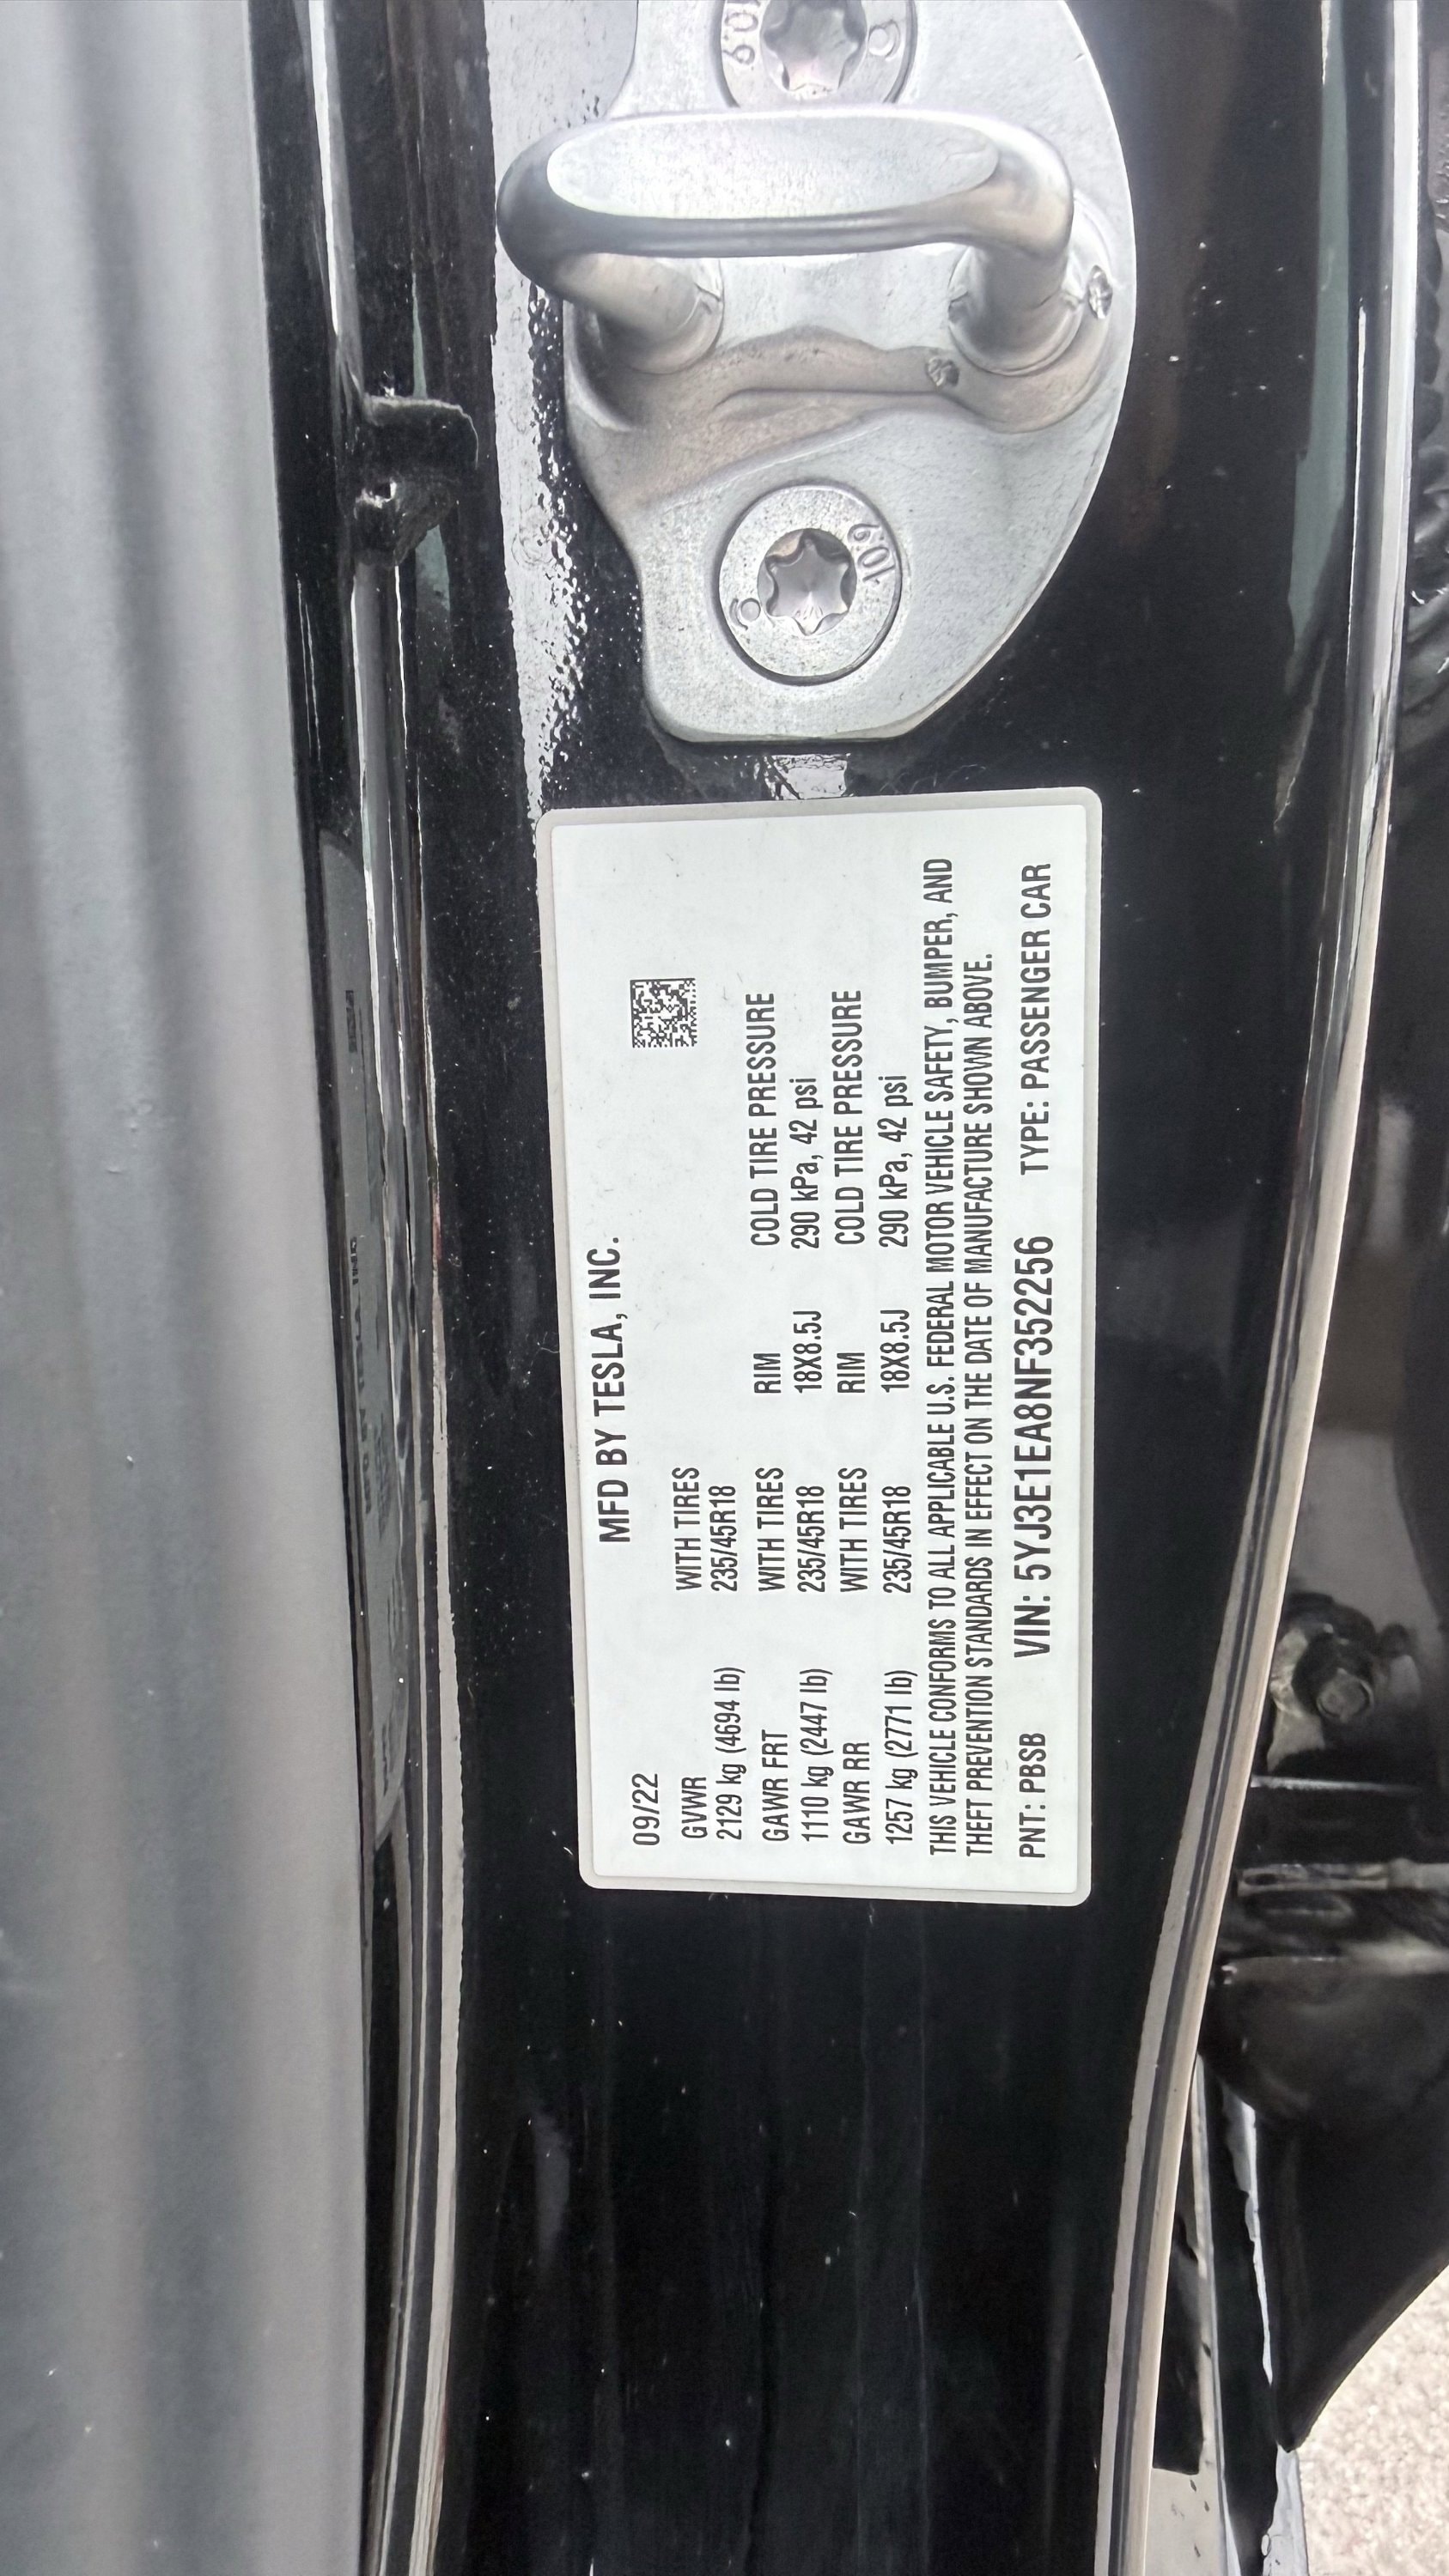 MFD BY TESLA, INC.
09/22
GVWR WITH TIRES
2129 kg (4694 lb) 235/45R18
GAWR FRT WITH TIRES RIM COLD TIRE PRESSURE
1110 kg (2447 lb) 235/45R18 18X8.5J 290 kPa, 42 psi
GAWR RR WITH TIRES RIM COLD TIRE PRESSURE
1257 kg (2771 lb) 235/45R18 18X8.5J 290 kPa, 42 psi
THIS VEHICLE CONFORMS TO ALL APPLICABLE U.S. FEDERAL MOTOR VEHICLE SAFETY, BUMPER, AND
THEFT PREVENTION STANDARDS IN EFFECT ON THE DATE OF MANUFACTURE SHOWN ABOVE.
PNT: PBSB VIN: 5YJ3E1EA8NF352256 TYPE: PASSENGER CAR
10.9
10.9